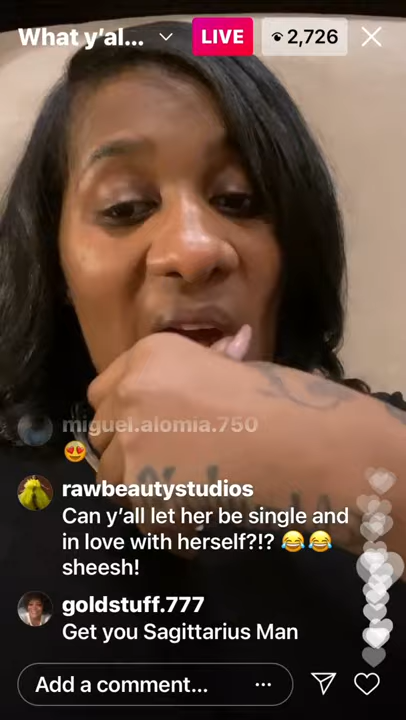 What y'al... LIVE 2,726
miguel.alomia.750
😍
rawbeautystudios
Can y'all let her be single and
in love with herself?!? 😂😂
sheesh!
goldstuff.777
Get you Sagittarius Man
Add a comment... ...